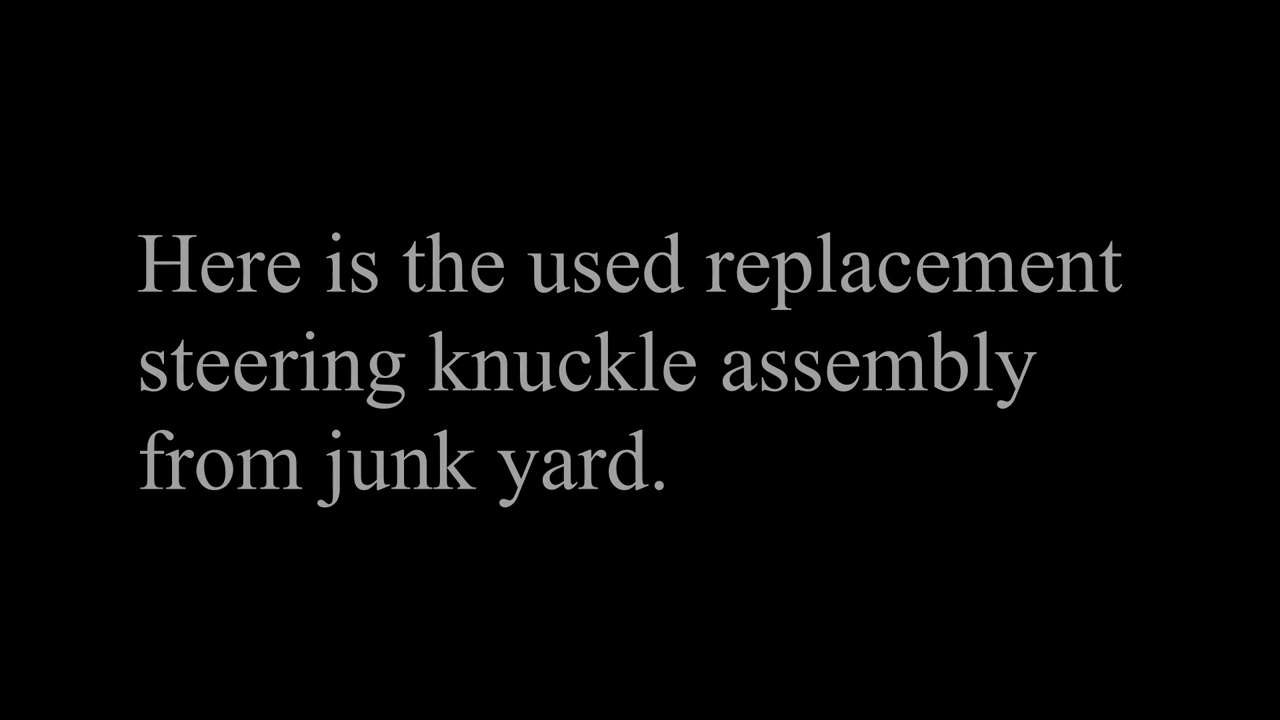 Here is the used replacement
steering knuckle assembly
from junk yard.